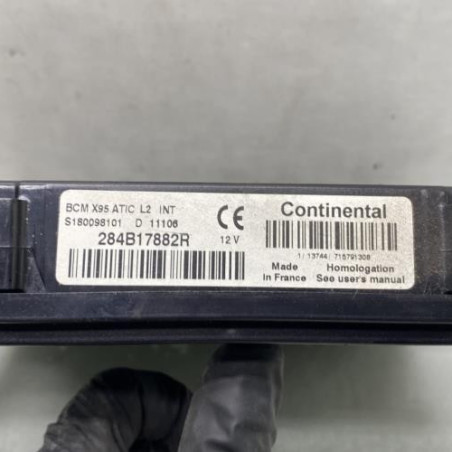 BCM X95 ATIC L2 INT
S180098101 D 11106
284B17882R 12 V
CE
Continental
1/ 13744/ 715791309
Made in France
Homologation
See user's manual